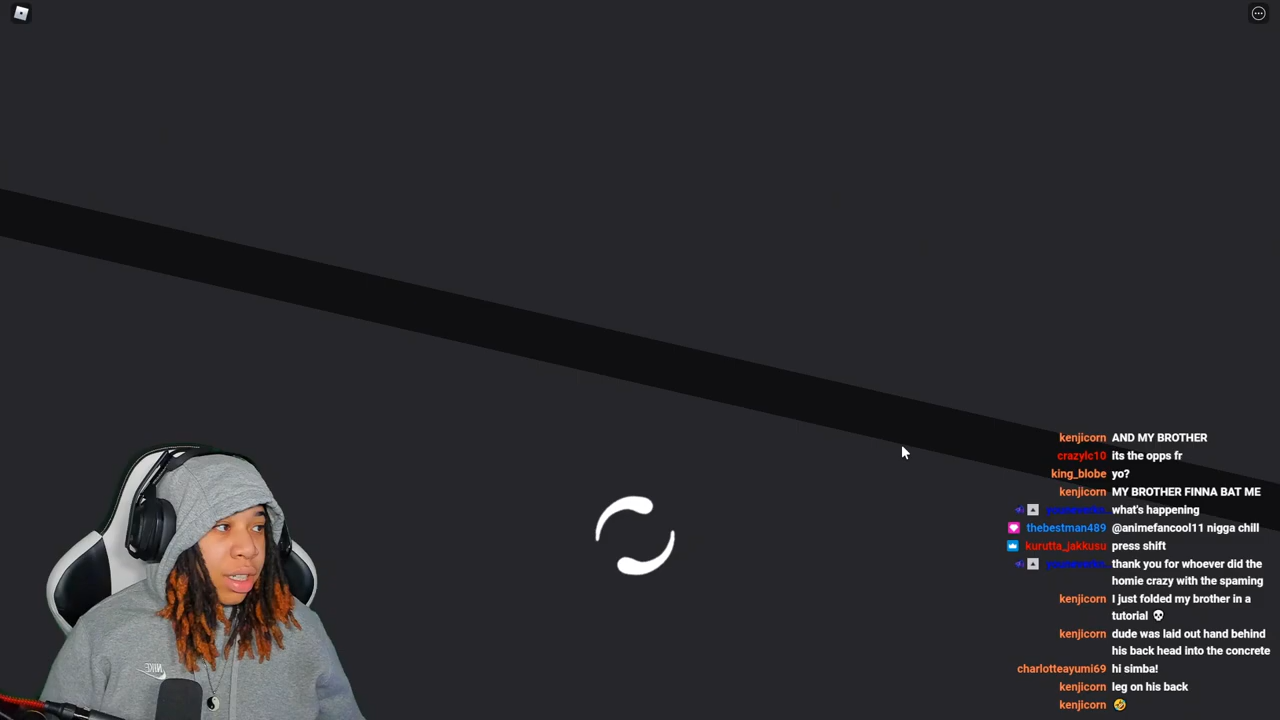 kenjicorn AND MY BROTHER
crazylc10 its the opps fr
king_blobe yo?
kenjicorn MY BROTHER FINNA BAT ME
what's happening
thebestman489 @animefancool11 nigga chill
kurutta_jakkusu press shift
thank you for whoever did the
homie crazy with the spaming
kenjicorn I just folded my brother in a
tutorial 💀
kenjicorn dude was laid out hand behind
his back head into the concrete
charlotteayumi69 hi simba!
kenjicorn leg on his back
kenjicorn 🤣
NIKE